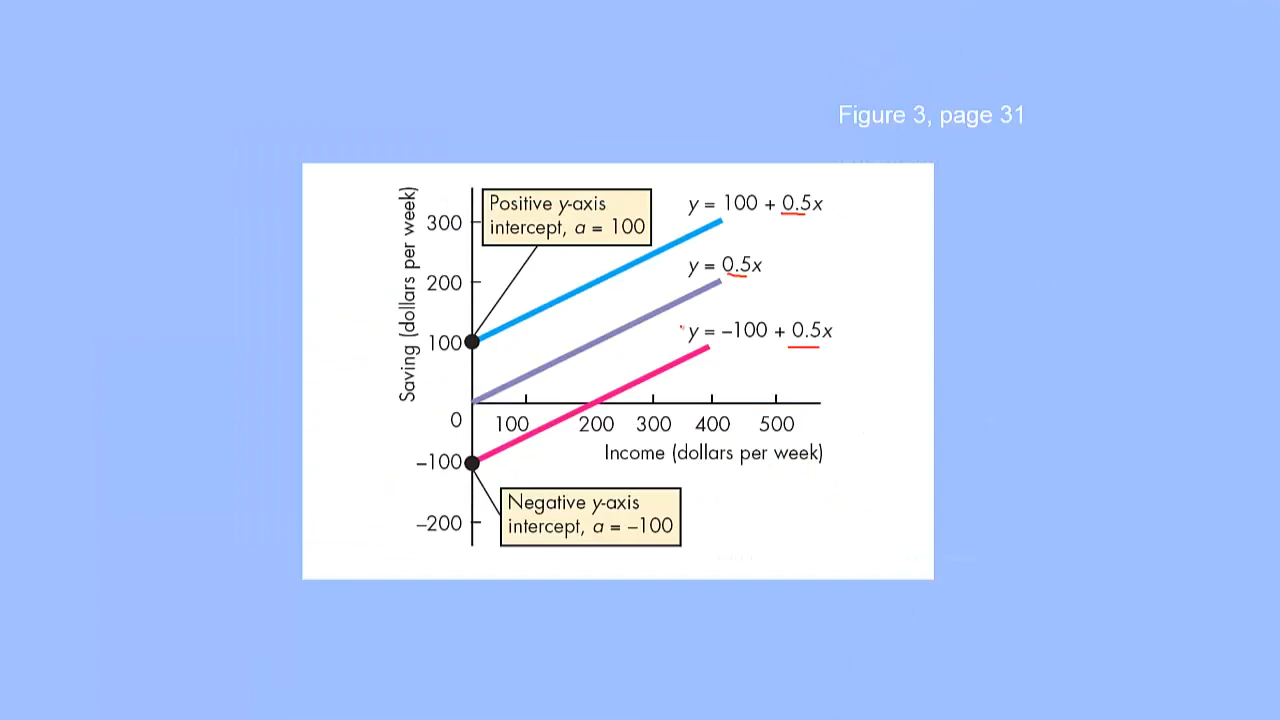 Figure 3, page 31
Saving (dollars per week)
Positive y-axis
intercept, a = 100
y = 100 + 0.5x
300
y = 0.5x
200
y = –100 + 0.5x
100
0
100 200 300 400 500
Income (dollars per week)
–100
Negative y-axis
intercept, a = –100
–200